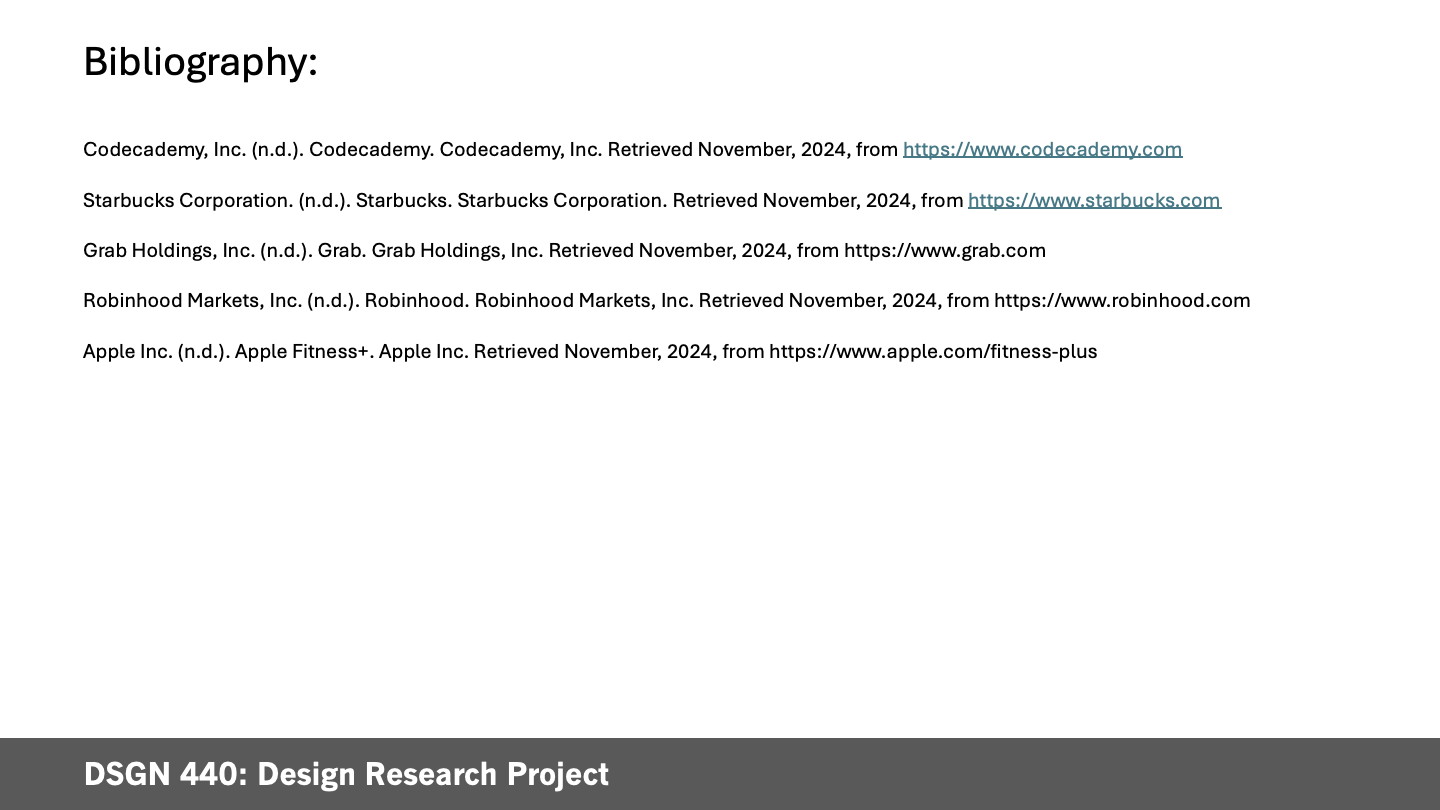 Bibliography:
Codecademy, Inc. (n.d.). Codecademy. Codecademy, Inc. Retrieved November, 2024, from https://www.codecademy.com
Starbucks Corporation. (n.d.). Starbucks. Starbucks Corporation. Retrieved November, 2024, from https://www.starbucks.com
Grab Holdings, Inc. (n.d.). Grab. Grab Holdings, Inc. Retrieved November, 2024, from https://www.grab.com
Robinhood Markets, Inc. (n.d.). Robinhood. Robinhood Markets, Inc. Retrieved November, 2024, from https://www.robinhood.com
Apple Inc. (n.d.). Apple Fitness+. Apple Inc. Retrieved November, 2024, from https://www.apple.com/fitness-plus
DSGN 440: Design Research Project